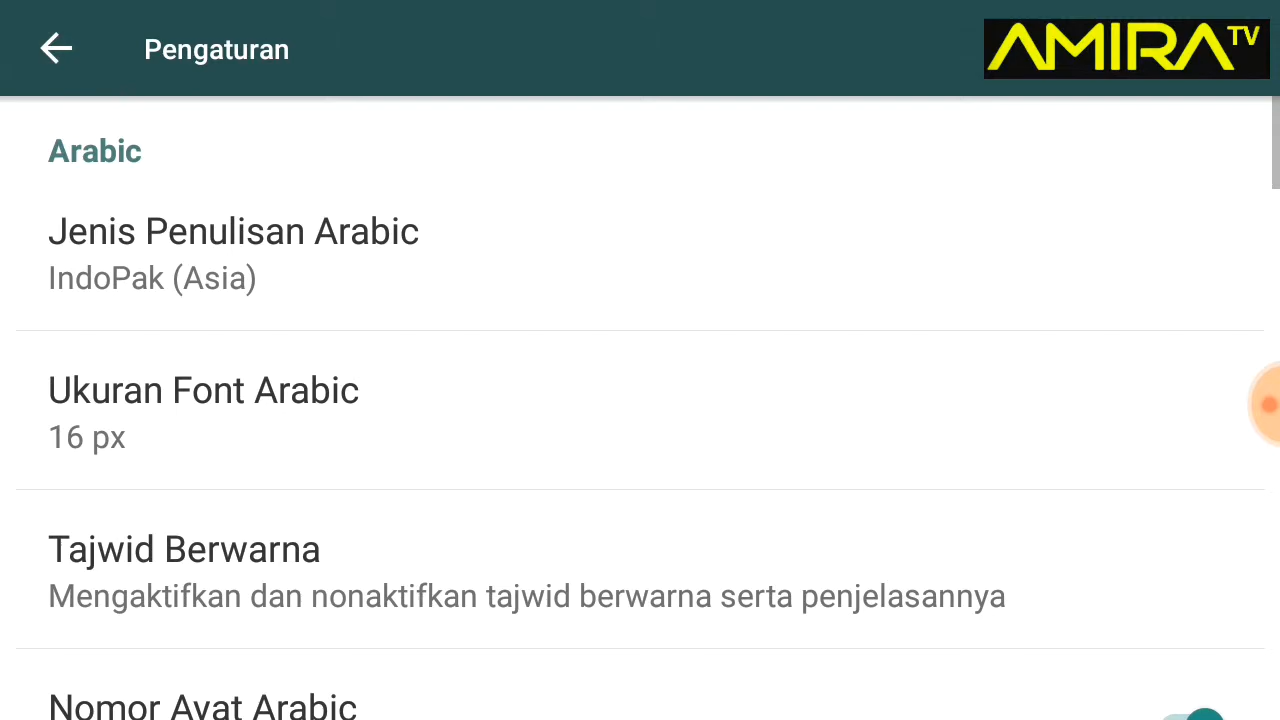 Pengaturan
AMIRA TV
Arabic
Jenis Penulisan Arabic
IndoPak (Asia)
Ukuran Font Arabic
16 px
Tajwid Berwarna
Mengaktifkan dan nonaktifkan tajwid berwarna serta penjelasannya
Nomor Ayat Arabic